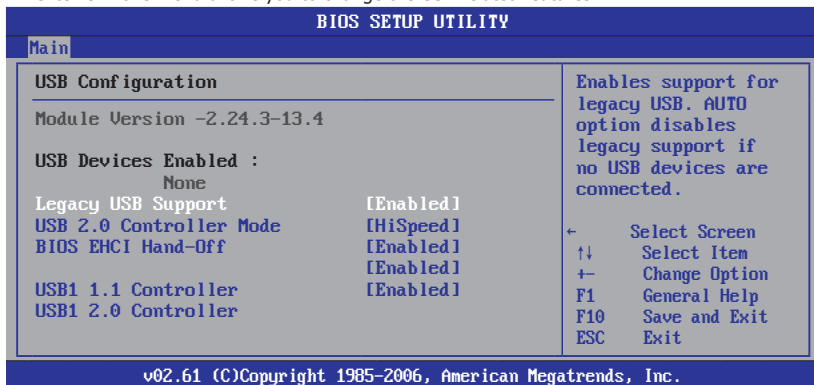 BIOS SETUP UTILITY
Main
USB Configuration
Module Version -2.24.3-13.4
USB Devices Enabled :
None
Legacy USB Support [Enabled]
USB 2.0 Controller Mode [HiSpeed]
BIOS EHCI Hand-Off [Enabled]
[Enabled]
USB1 1.1 Controller [Enabled]
USB1 2.0 Controller
Enables support for
legacy USB. AUTO
option disables
legacy support if
no USB devices are
connected.
← Select Screen
↑↓ Select Item
+- Change Option
F1 General Help
F10 Save and Exit
ESC Exit
v02.61 (C)Copyright 1985-2006, American Megatrends, Inc.